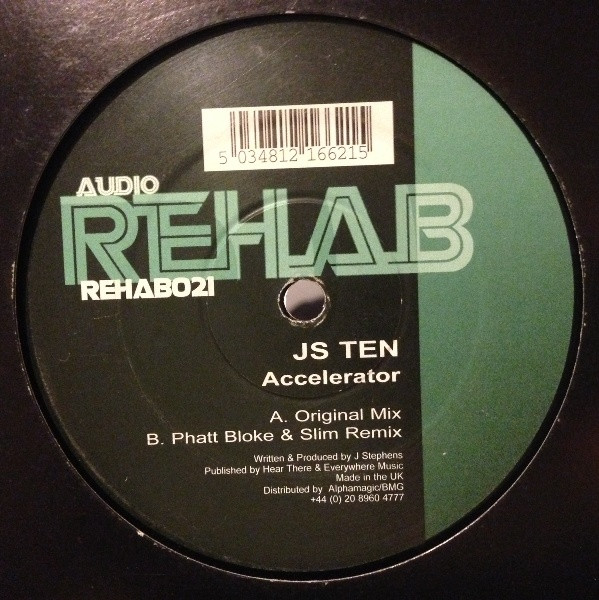 5 034812 166215
AUDIO
REHAB
REHAB021
JS TEN
Accelerator
A. Original Mix
B. Phatt Bloke & Slim Remix
Written & Produced by J Stephens
Published by Hear There & Everywhere Music
Made in the UK
Distributed by Alphamagic/BMG
+44 (0) 20 8960 4777